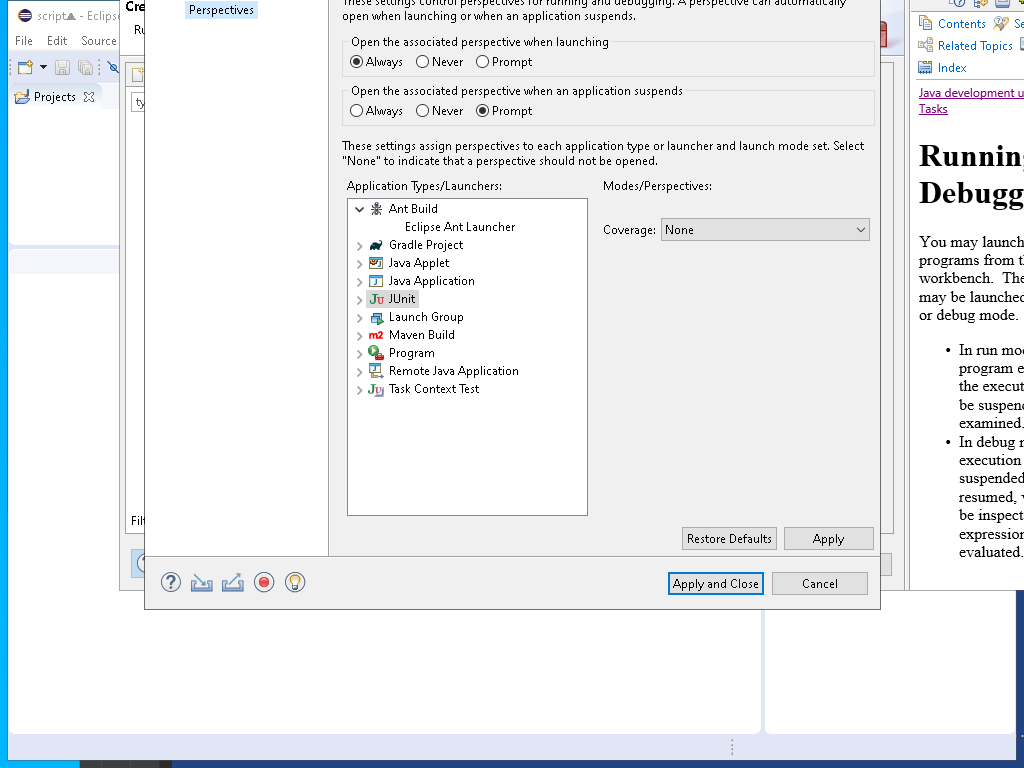 script▲ - Eclipse
File Edit Source
Projects
Cre
Ru
ty
Filt
Perspectives
These settings control perspectives for running and debugging. A perspective can automatically
open when launching or when an application suspends.
Open the associated perspective when launching
Always Never Prompt
Open the associated perspective when an application suspends
Always Never Prompt
These settings assign perspectives to each application type or launcher and launch mode set. Select
"None" to indicate that a perspective should not be opened.
Application Types/Launchers:
Modes/Perspectives:
Ant Build
Eclipse Ant Launcher
Gradle Project
Java Applet
Java Application
JUnit
Launch Group
Maven Build
Program
Remote Java Application
Task Context Test
Coverage: None
Restore Defaults Apply
Apply and Close Cancel
Contents Se
Related Topics
Index
Java development u
Tasks
Running
Debugg
You may launch
programs from th
workbench. The
may be launched
or debug mode.
• In run mod
program e
the execut
be suspend
examined.
• In debug m
execution
suspended
resumed, v
be inspect
expression
evaluated.